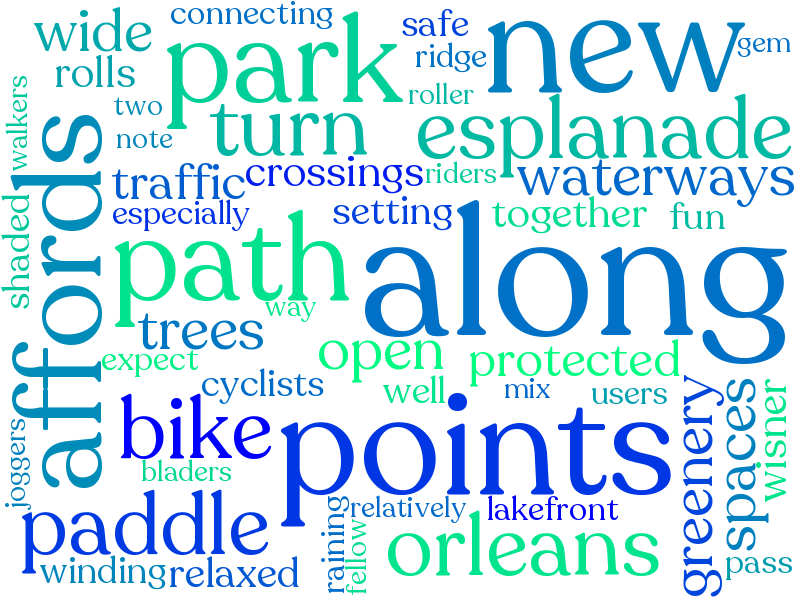 connecting
wide
safe
new
park
ridge
gem
rolls
roller
two
walkers
turn
esplanade
note
affords
traffic
crossings
riders
waterways
especially
setting
together
fun
shaded
path
along
way
trees
open
protected
expect
cyclists
well
mix
users
greenery
spaces
wisner
bike
points
joggers
bladers
paddle
raining
relatively
lakefront
fellow
orleans
winding
relaxed
pass